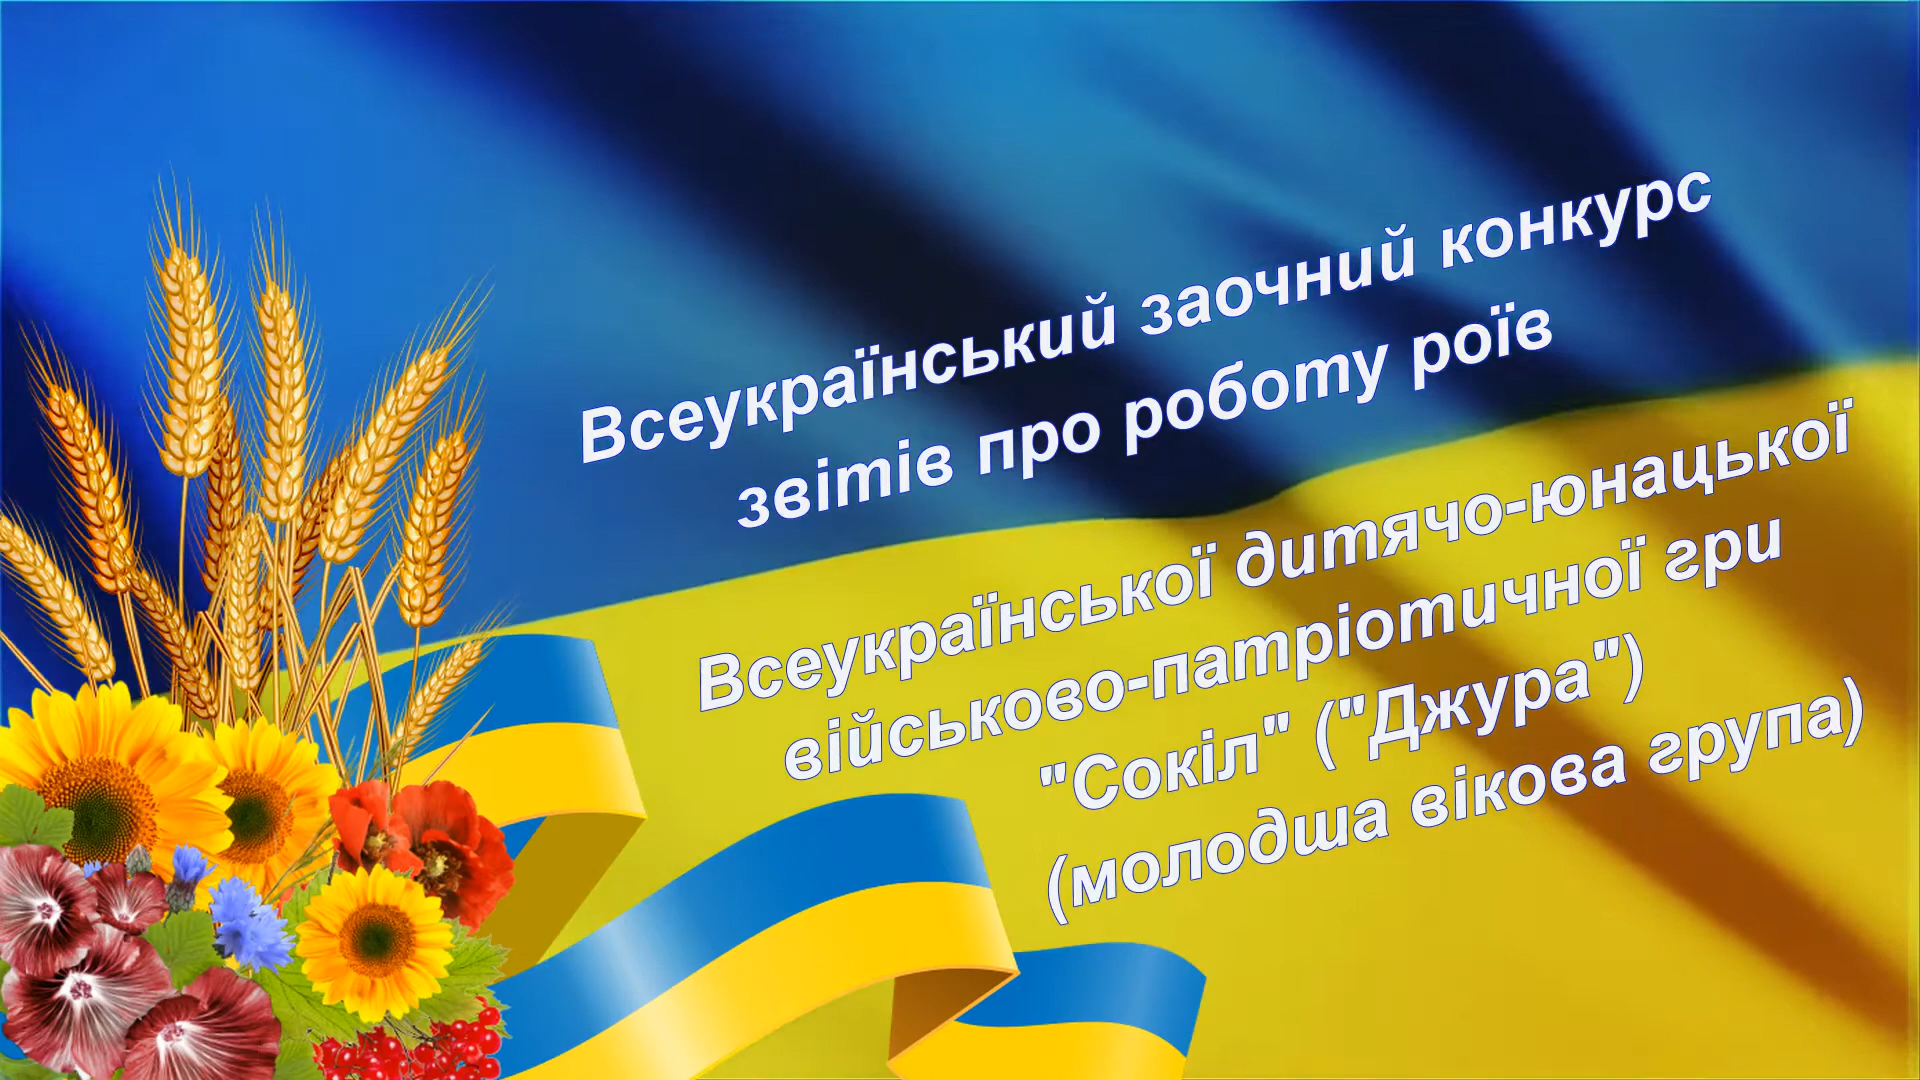 Всеукраїнський заочний конкурс
звітів про роботу роїв
Всеукраїнської дитячо-юнацької
військово-патріотичної гри
"Сокіл" ("Джура")
(молодша вікова група)